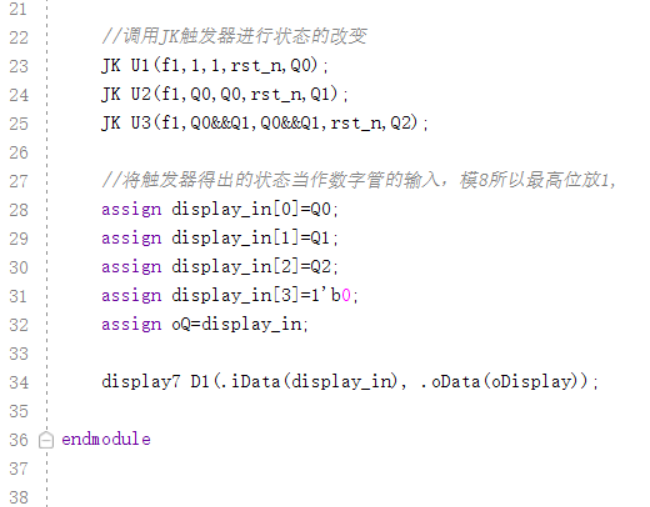 21
22 //调用JK触发器进行状态的改变
23 JK U1(f1,1,1,rst_n,Q0);
24 JK U2(f1,Q0,Q0,rst_n,Q1);
25 JK U3(f1,Q0&&Q1,Q0&&Q1,rst_n,Q2);
26
27 //将触发器得出的状态当作数字管的输入，模8所以最高位放1,
28 assign display_in[0]=Q0;
29 assign display_in[1]=Q1;
30 assign display_in[2]=Q2;
31 assign display_in[3]=1'b0;
32 assign oQ=display_in;
33
34 display7 D1(.iData(display_in), .oData(oDisplay));
35
36 endmodule
37
38